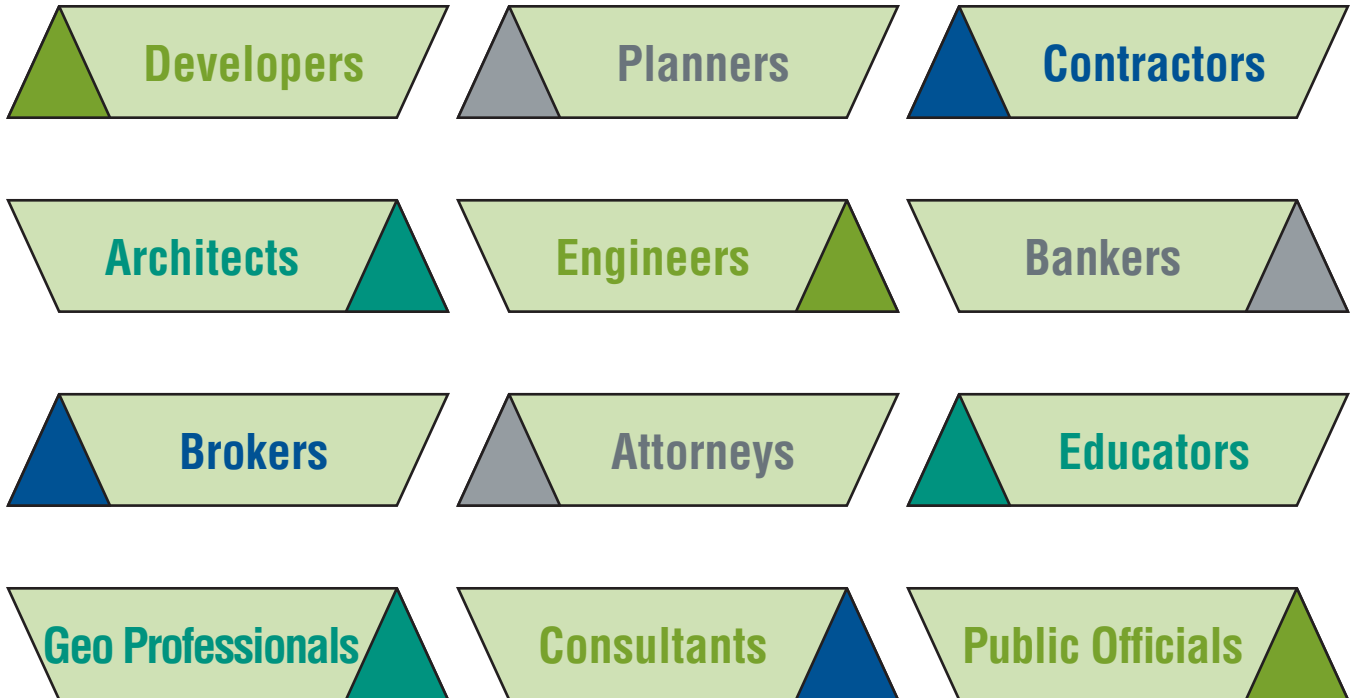 Developers
Planners
Contractors
Architects
Engineers
Bankers
Brokers
Attorneys
Educators
Geo Professionals
Consultants
Public Officials